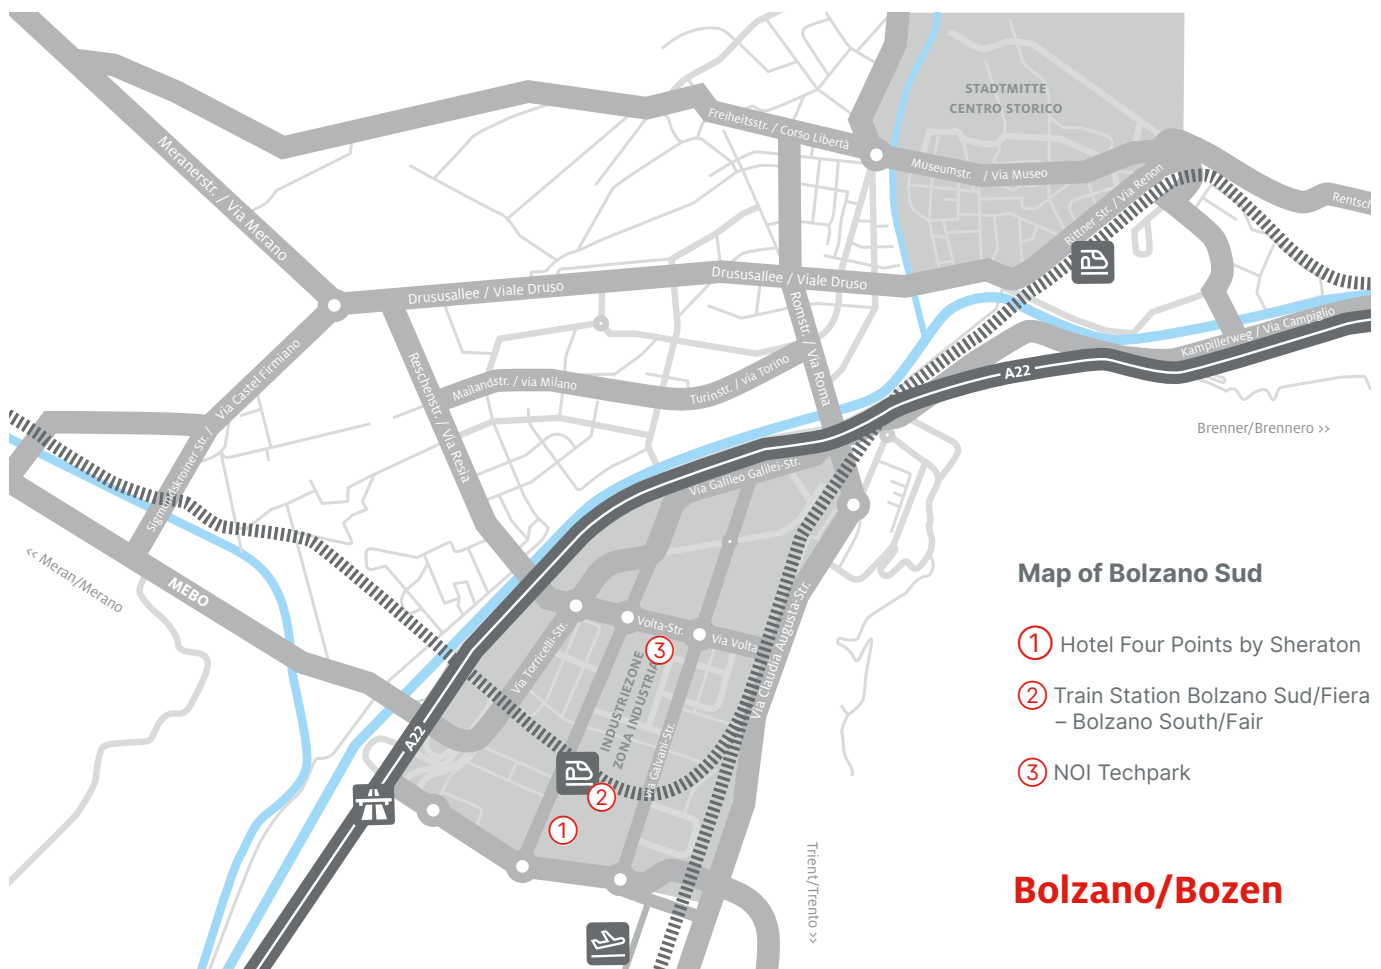 STADTMITTE
CENTRO STORICO
Freiheitsstr. / Corso Libertà
Museumstr. / Via Museo
Rittner Str. / Via Renon
Rentsch
Meranerstr. / Via Merano
Drususallee / Viale Druso
Drususallee / Viale Druso
Romstr. / Via Roma
Kampillerweg / Via Campiglio
A22
Sigmundskroiner Str. / Via Castel Firmiano
Reschenstr. / Via Resia
Mailandstr. / via Milano
Turinstr. / via Torino
Brenner/Brennero >>
Via Galileo Galilei-Str.
<< Meran/Merano
MEBO
Via Torricelli-Str.
Volta-Str.
Via Volta
Via Claudia Augusta-Str.
INDUSTRIEZONE
ZONA INDUSTRIA
Via Galvani-Str.
A22
3
2
1
Trient/Trento >>
Map of Bolzano Sud
1 Hotel Four Points by Sheraton
2 Train Station Bolzano Sud/Fiera
– Bolzano South/Fair
3 NOI Techpark
Bolzano/Bozen